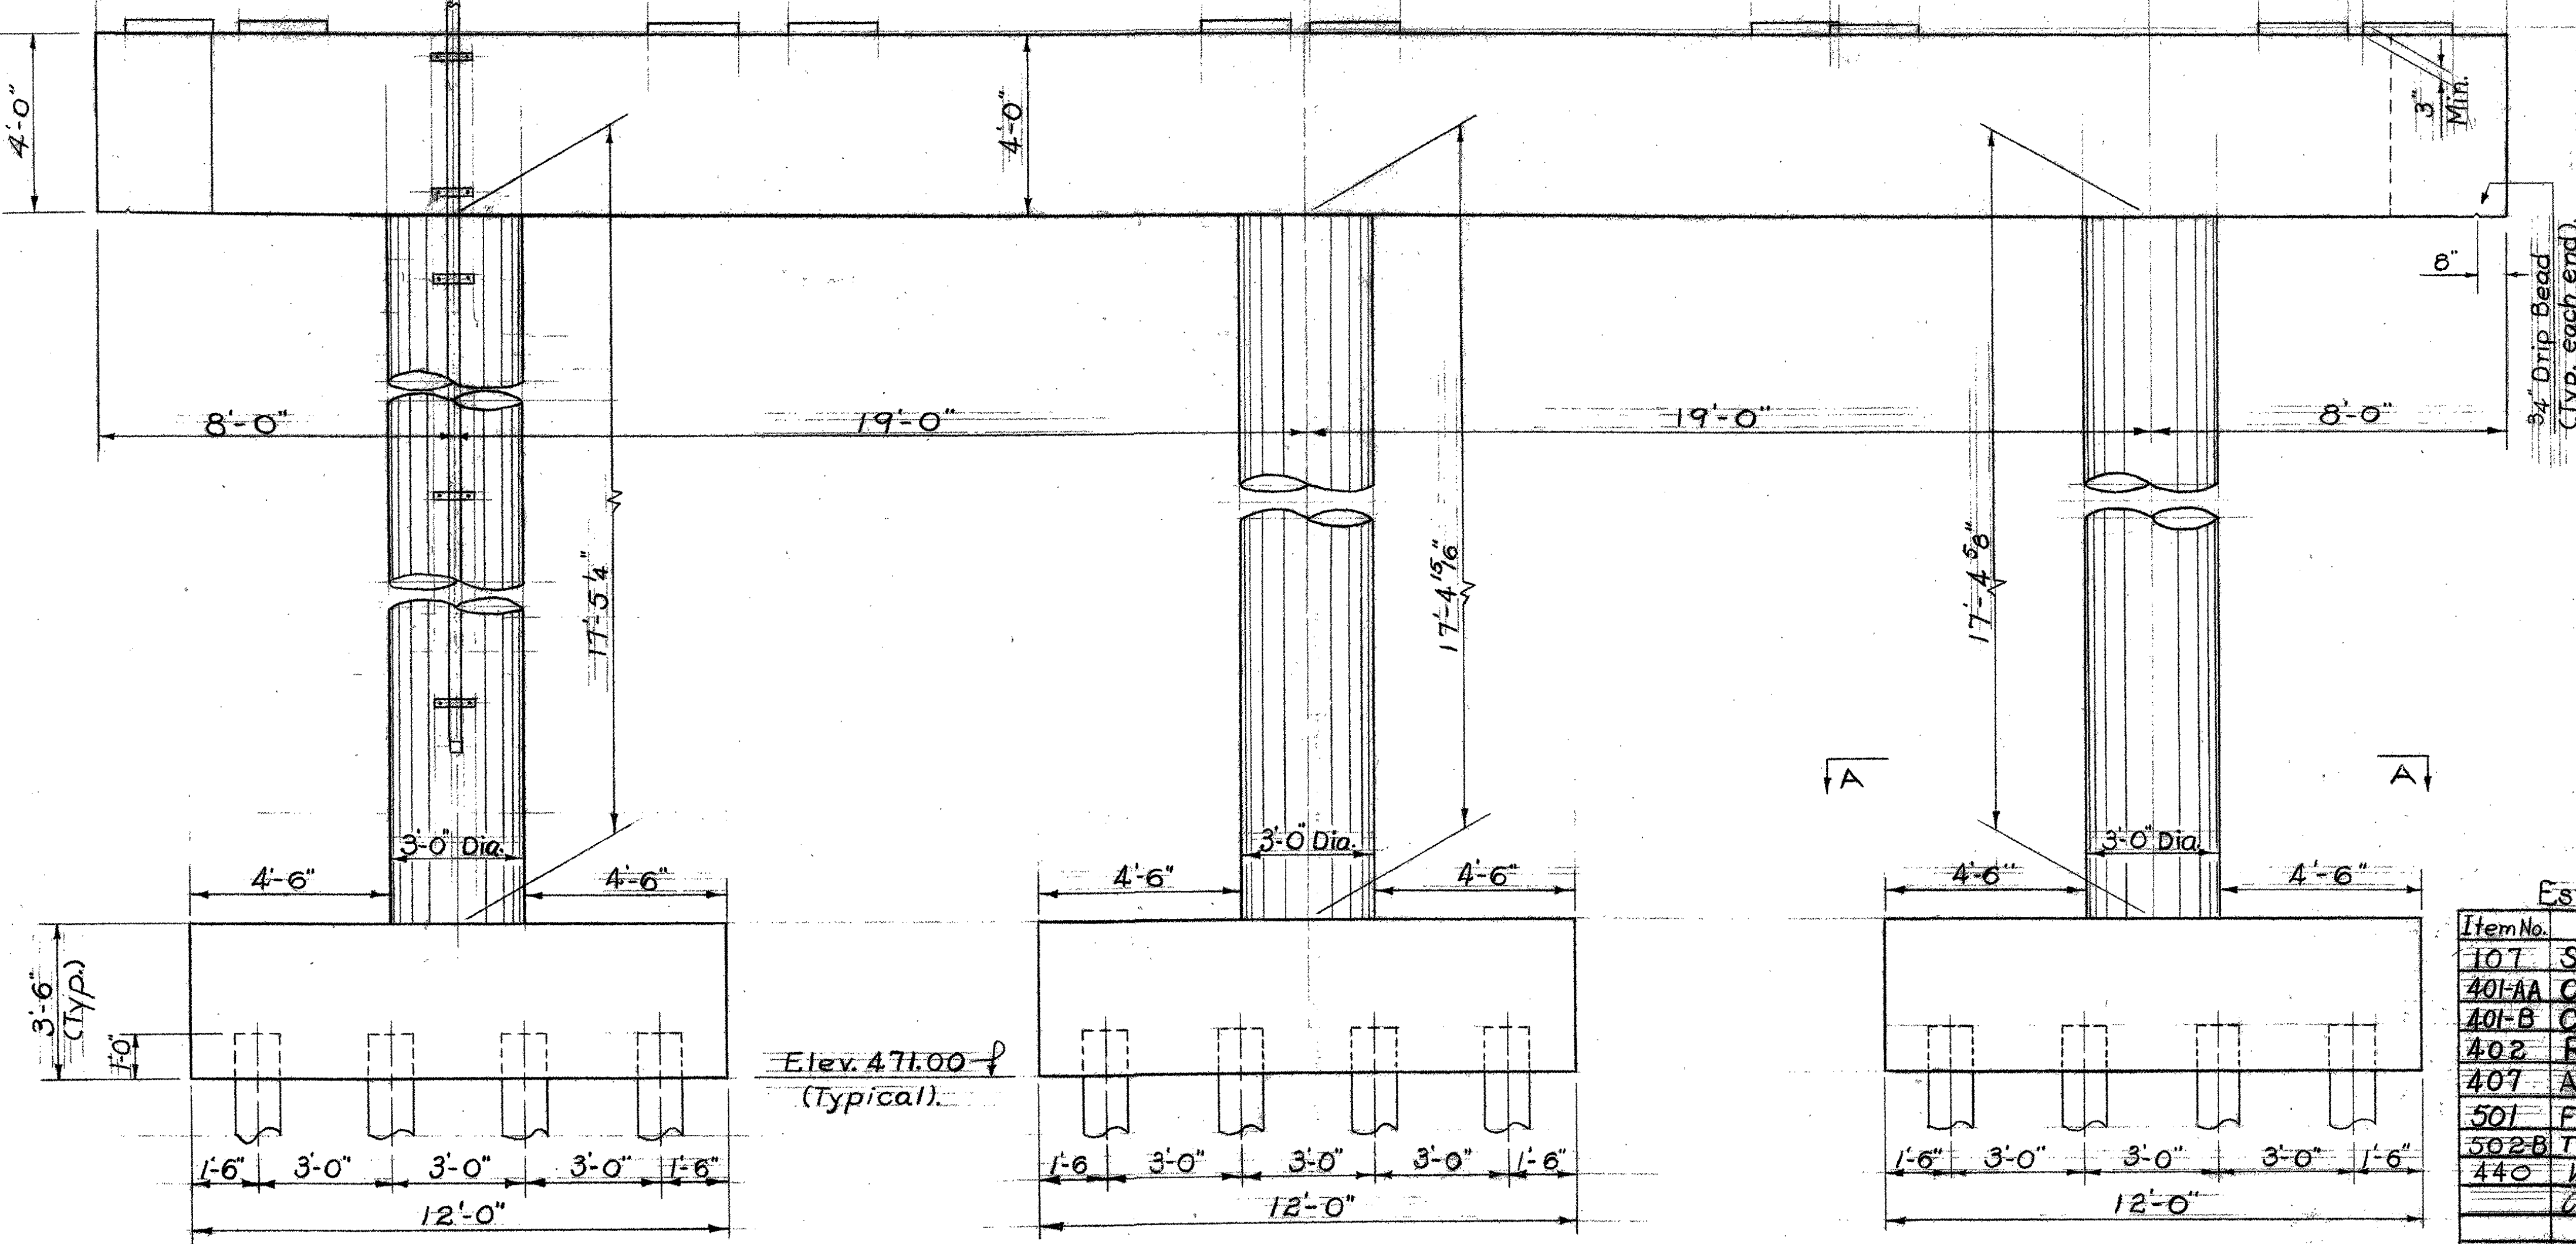 4'-0"
4'-0"
3"
Min.
8"
3/4" Drip Bead
(Typ. each end).
8'-0"
19'-0"
19'-0"
8'-0"
17'-5 1/4"
17'-4 15/16"
17'-4 5/8"
A
A
3'-0" Dia.
3'-0" Dia.
3'-0" Dia.
4'-6"
4'-6"
4'-6"
4'-6"
4'-6"
4'-6"
3'-6"
(Typ.)
1'-0"
Elev. 471.00
(Typical).
1'-6"
3'-0"
3'-0"
3'-0"
1'-6"
1'-6
3'-0"
3'-0"
3'-0"
1'-6"
1'-6"
3'-0"
3'-0"
3'-0"
1'-6"
12'-0"
12'-0"
12'-0"
Es
Item No.
107 S
401-AA C
401-B C
402 R
407 A
501 F
502-B T
440